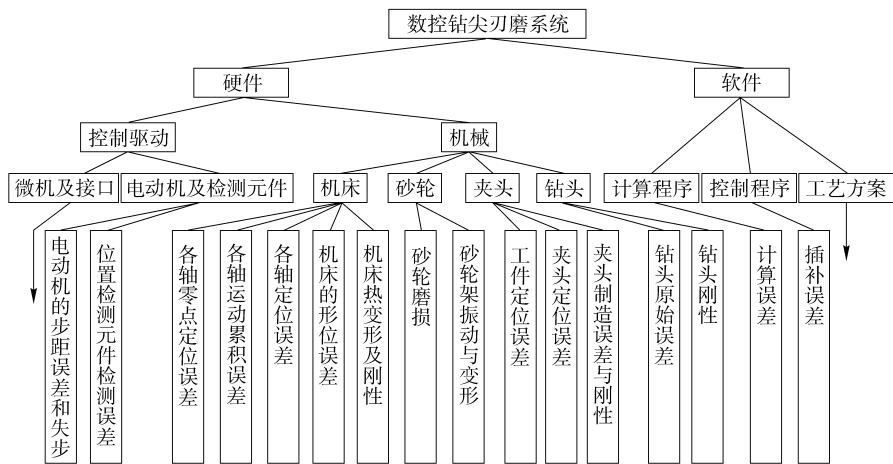 数控钻尖刃磨系统
硬件
软件
控制驱动
机械
微机及接口
电动机及检测元件
机床
砂轮
夹头
钻头
计算程序
控制程序
工艺方案
电动机的步距误差和失步
位置检测元件检测误差
各轴零点定位误差
各轴运动累积误差
各轴定位误差
机床的形位误差
机床热变形及刚性
砂轮磨损
砂轮架振动与变形
工件定位误差
夹头定位误差
夹头制造误差与刚性
钻头原始误差
钻头刚性
计算误差
插补误差